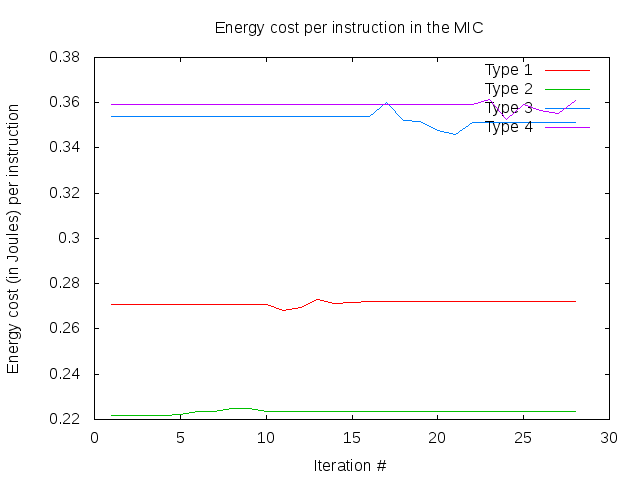 Energy cost per instruction in the MIC
Energy cost (in Joules) per instruction
0.38
0.36
0.34
0.32
0.3
0.28
0.26
0.24
0.22
Type 1
Type 2
Type 3
Type 4
0 5 10 15 20 25 30
Iteration #